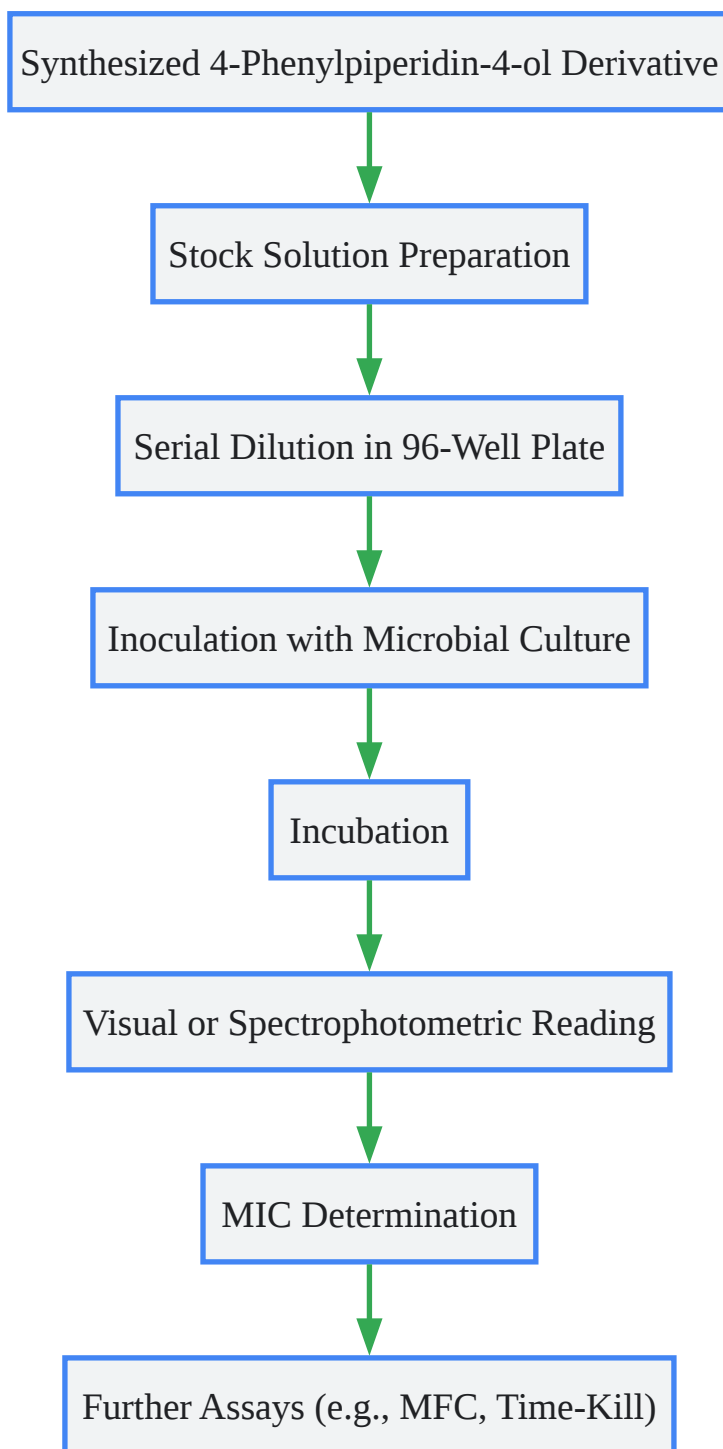 Synthesized 4-Phenylpiperidin-4-ol Derivative
Stock Solution Preparation
Serial Dilution in 96-Well Plate
Inoculation with Microbial Culture
Incubation
Visual or Spectrophotometric Reading
MIC Determination
Further Assays (e.g., MFC, Time-Kill)